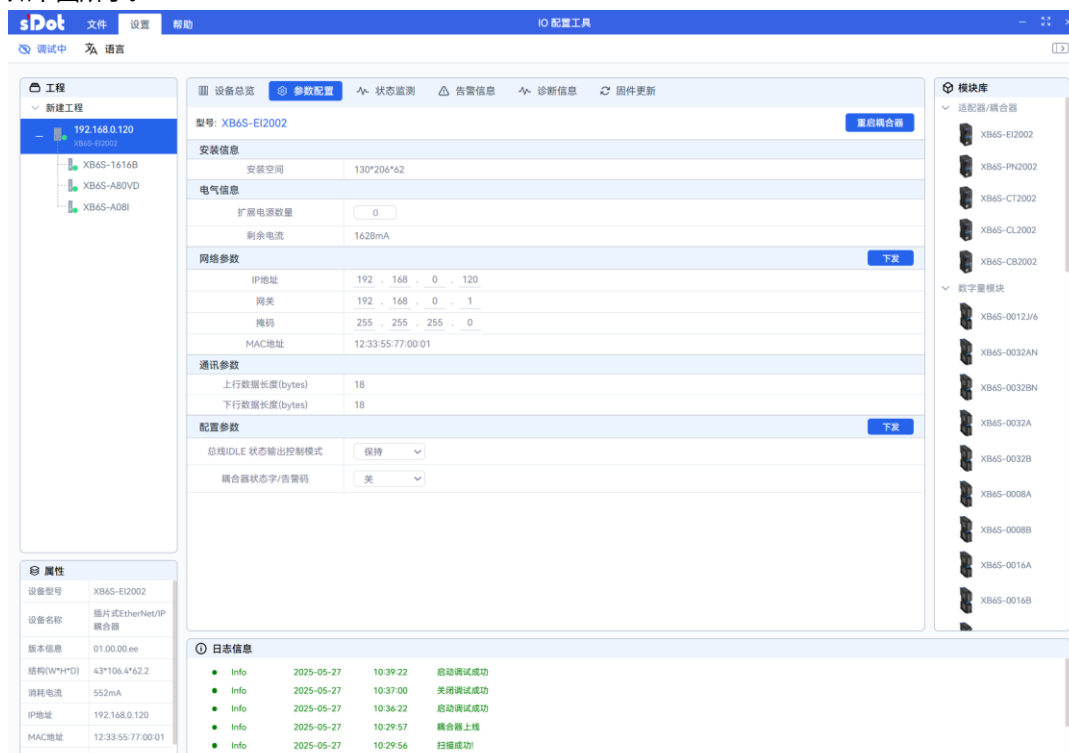 sDot 文件 设置 帮助 IO 配置工具
调试中 语言
工程
新建工程
192.168.0.120
XB6S-EI2002
XB6S-1616B
XB6S-A80VD
XB6S-A08I
设备总览 参数配置 状态监测 告警信息 诊断信息 固件更新
型号: XB6S-EI2002 重启耦合器
安装信息
安装空间 130*206*62
电气信息
扩展电源数量 0
剩余电流 1628mA
网络参数 下发
IP地址 192 . 168 . 0 . 120
网关 192 . 168 . 0 . 1
掩码 255 . 255 . 255 . 0
MAC地址 12:33:55:77:00:01
通讯参数
上行数据长度(bytes) 18
下行数据长度(bytes) 18
配置参数 下发
总线IDLE 状态输出控制模式 保持
耦合器状态字/告警码 关
模块库
适配器/耦合器
XB6S-EI2002
XB6S-PN2002
XB6S-CT2002
XB6S-CL2002
XB6S-CB2002
数字量模块
XB6S-0012J/6
XB6S-0032AN
XB6S-0032BN
XB6S-0032A
XB6S-0032B
XB6S-0008A
XB6S-0008B
XB6S-0016A
XB6S-0016B
属性
设备型号 XB6S-EI2002
设备名称 插片式EtherNet/IP
耦合器
版本信息 01.00.00.ee
结构(W*H*D) 43*106.4*62.2
消耗电流 552mA
IP地址 192.168.0.120
MAC地址 12:33:55:77:00:01
日志信息
Info 2025-05-27 10:39:22 启动调试成功
Info 2025-05-27 10:37:00 关闭调试成功
Info 2025-05-27 10:36:22 启动调试成功
Info 2025-05-27 10:29:57 耦合器上线
Info 2025-05-27 10:29:56 扫描成功!